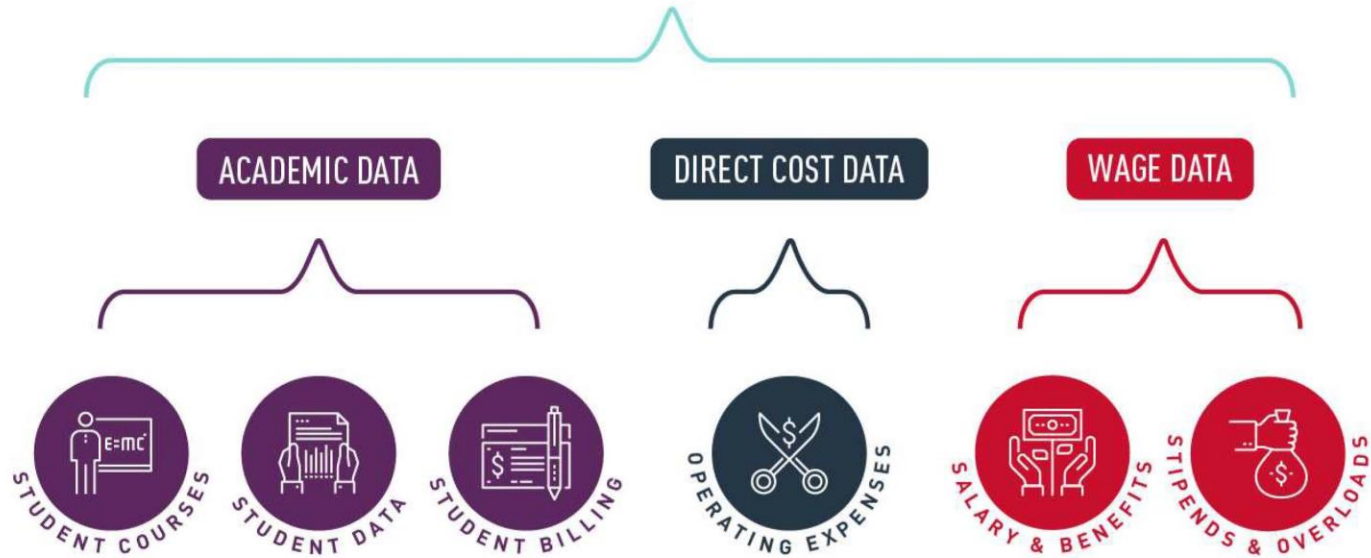 ACADEMIC DATA
DIRECT COST DATA
WAGE DATA
E=mc²
$
$
$
STUDENT COURSES
STUDENT DATA
STUDENT BILLING
OPERATING EXPENSES
SALARY & BENEFITS
STIPENDS & OVERLOADS